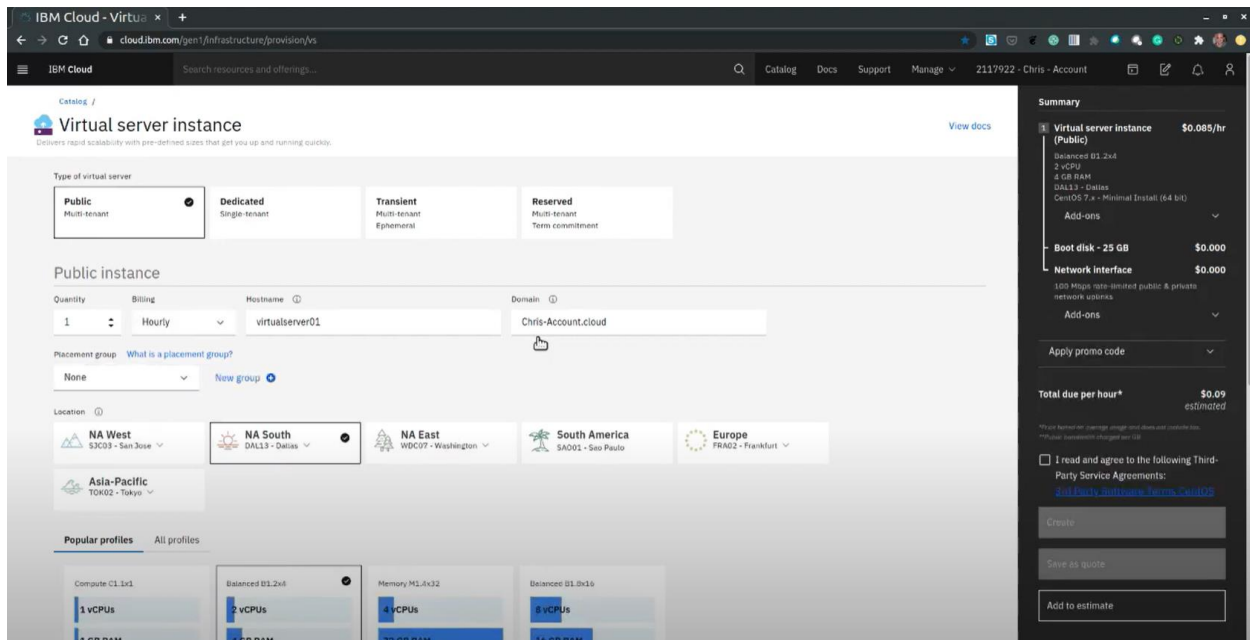 IBM Cloud - Virtua × +
cloud.ibm.com/gen1/infrastructure/provision/vs
IBM Cloud
Search resources and offerings...
Catalog Docs Support Manage 2117922 - Chris - Account
Catalog /
Virtual server instance
View docs
Delivers rapid scalability with pre-defined sizes that get you up and running quickly.
Type of virtual server
Public
Multi-tenant
Dedicated
Single-tenant
Transient
Multi-tenant
Ephemeral
Reserved
Multi-tenant
Term commitment
Public instance
Quantity Billing Hostname Domain
1 Hourly virtualserver01 Chris-Account.cloud
Placement group What is a placement group?
None New group
Location
NA West
SJC03 - San Jose
NA South
DAL13 - Dallas
NA East
WDC07 - Washington
South America
SAO01 - Sao Paulo
Europe
FRA02 - Frankfurt
Asia-Pacific
TOK02 - Tokyo
Popular profiles All profiles
Compute C1.1x1
1 vCPUs
Balanced B1.2x4
2 vCPUs
Memory M1.4x32
4 vCPUs
Balanced B1.8x16
8 vCPUs
Summary
1 Virtual server instance $0.085/hr
(Public)
Balanced B1.2x4
2 vCPU
4 GB RAM
DAL13 - Dallas
CentOS 7.x - Minimal Install (64 bit)
Add-ons
Boot disk - 25 GB $0.000
Network interface $0.000
100 Mbps rate-limited public & private
network uplinks
Add-ons
Apply promo code
Total due per hour* $0.09
estimated
I read and agree to the following Third-
Party Service Agreements:
3rd Party Software Terms CentOS
Create
Save as quote
Add to estimate